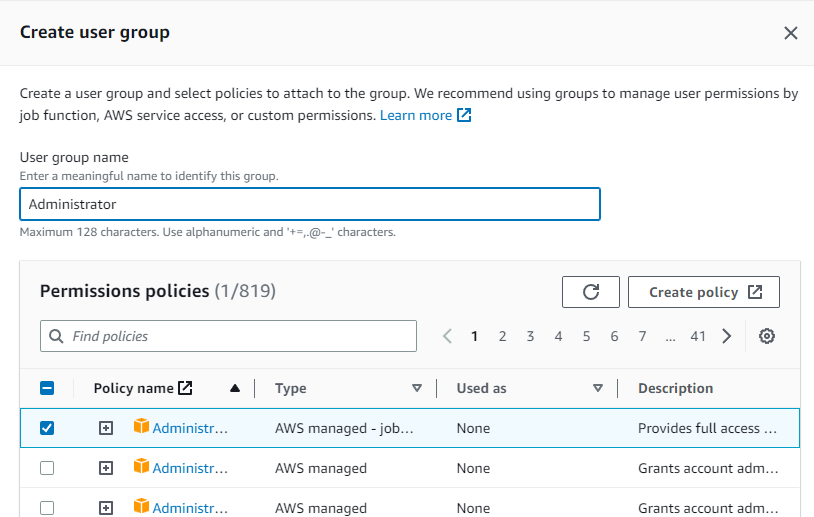 Create user group
Create a user group and select policies to attach to the group. We recommend using groups to manage user permissions by
job function, AWS service access, or custom permissions. Learn more
User group name
Enter a meaningful name to identify this group.
Administrator
Maximum 128 characters. Use alphanumeric and '+=,.@-_' characters.
Permissions policies (1/819)
Create policy
Find policies
1 2 3 4 5 6 7 ... 41
Policy name Type Used as Description
Administr... AWS managed - job... None Provides full access ...
Administr... AWS managed None Grants account adm...
Administr... AWS managed None Grants account adm...